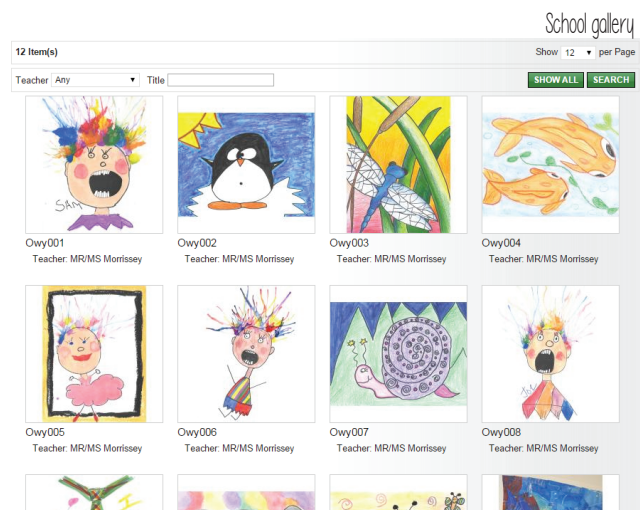 School gallery
12 Item(s) Show 12 per Page
Teacher Any Title SHOW ALL SEARCH
SAM
Owy001 Owy002 Owy003 Owy004
Teacher: MR/MS Morrissey Teacher: MR/MS Morrissey Teacher: MR/MS Morrissey Teacher: MR/MS Morrissey
Owy005 Owy006 Owy007 Owy008
Teacher: MR/MS Morrissey Teacher: MR/MS Morrissey Teacher: MR/MS Morrissey Teacher: MR/MS Morrissey